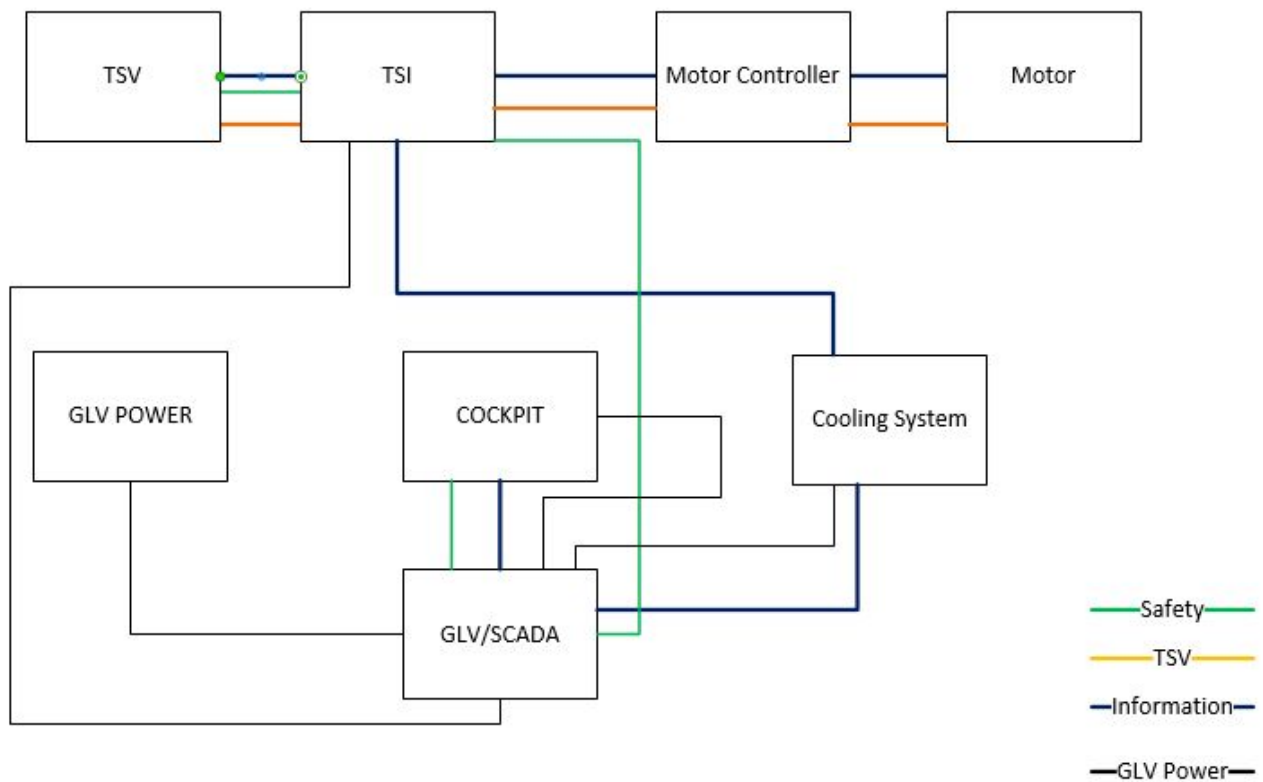 TSV
TSI
Motor Controller
Motor
GLV POWER
COCKPIT
Cooling System
GLV/SCADA
Safety
TSV
Information
GLV Power